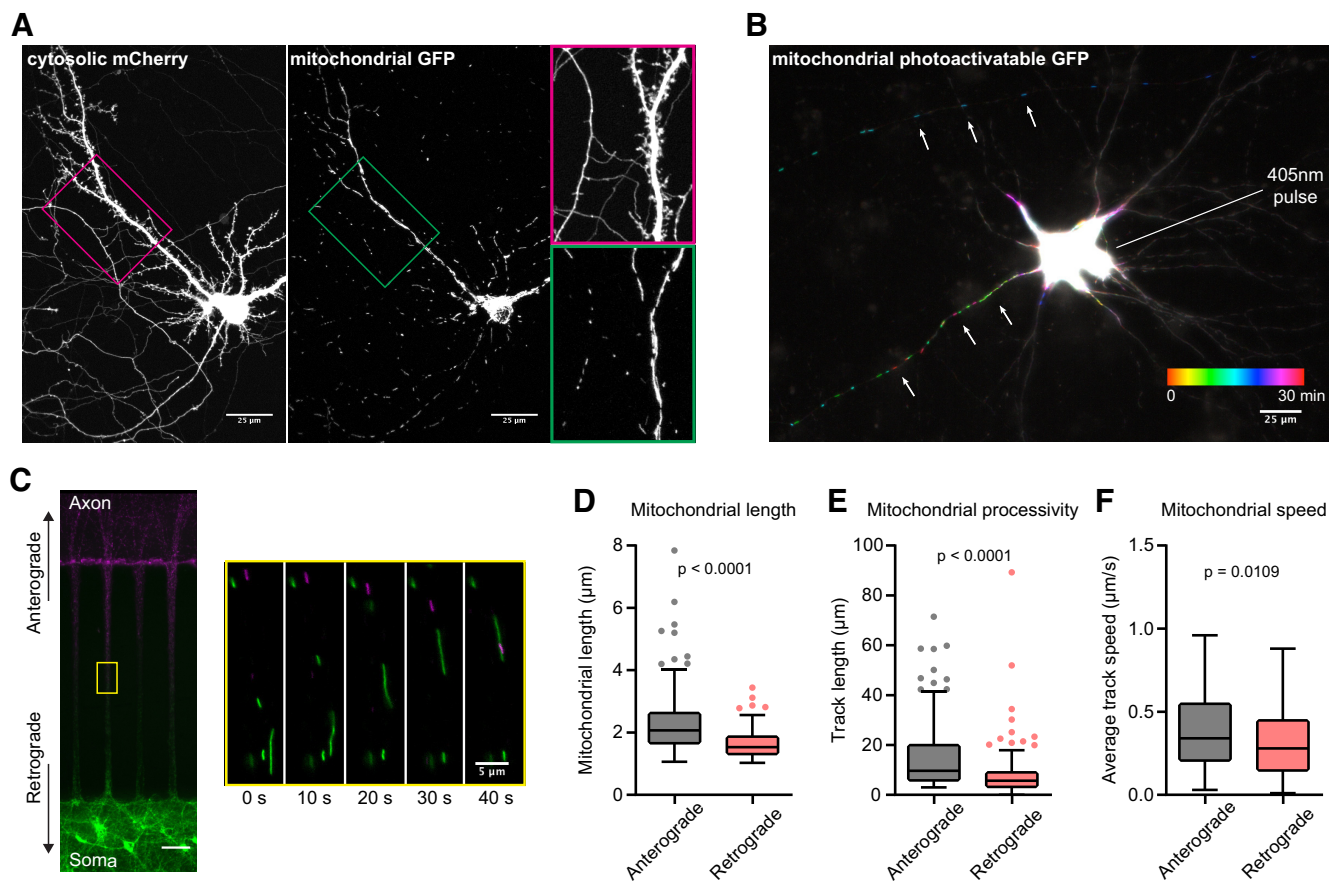 A
cytosolic mCherry
mitochondrial GFP
25 µm
25 µm
B
mitochondrial photoactivatable GFP
405nm
pulse
0
30 min
25 µm
C
Axon
Anterograde
Retrograde
Soma
5 µm
0 s
10 s
20 s
30 s
40 s
D
Mitochondrial length
p < 0.0001
Mitochondrial length (µm)
8
6
4
2
0
Anterograde
Retrograde
E
Mitochondrial processivity
p < 0.0001
Track length (µm)
100
80
60
40
20
0
Anterograde
Retrograde
F
Mitochondrial speed
p = 0.0109
Average track speed (µm/s)
1.5
1.0
0.5
0.0
Anterograde
Retrograde